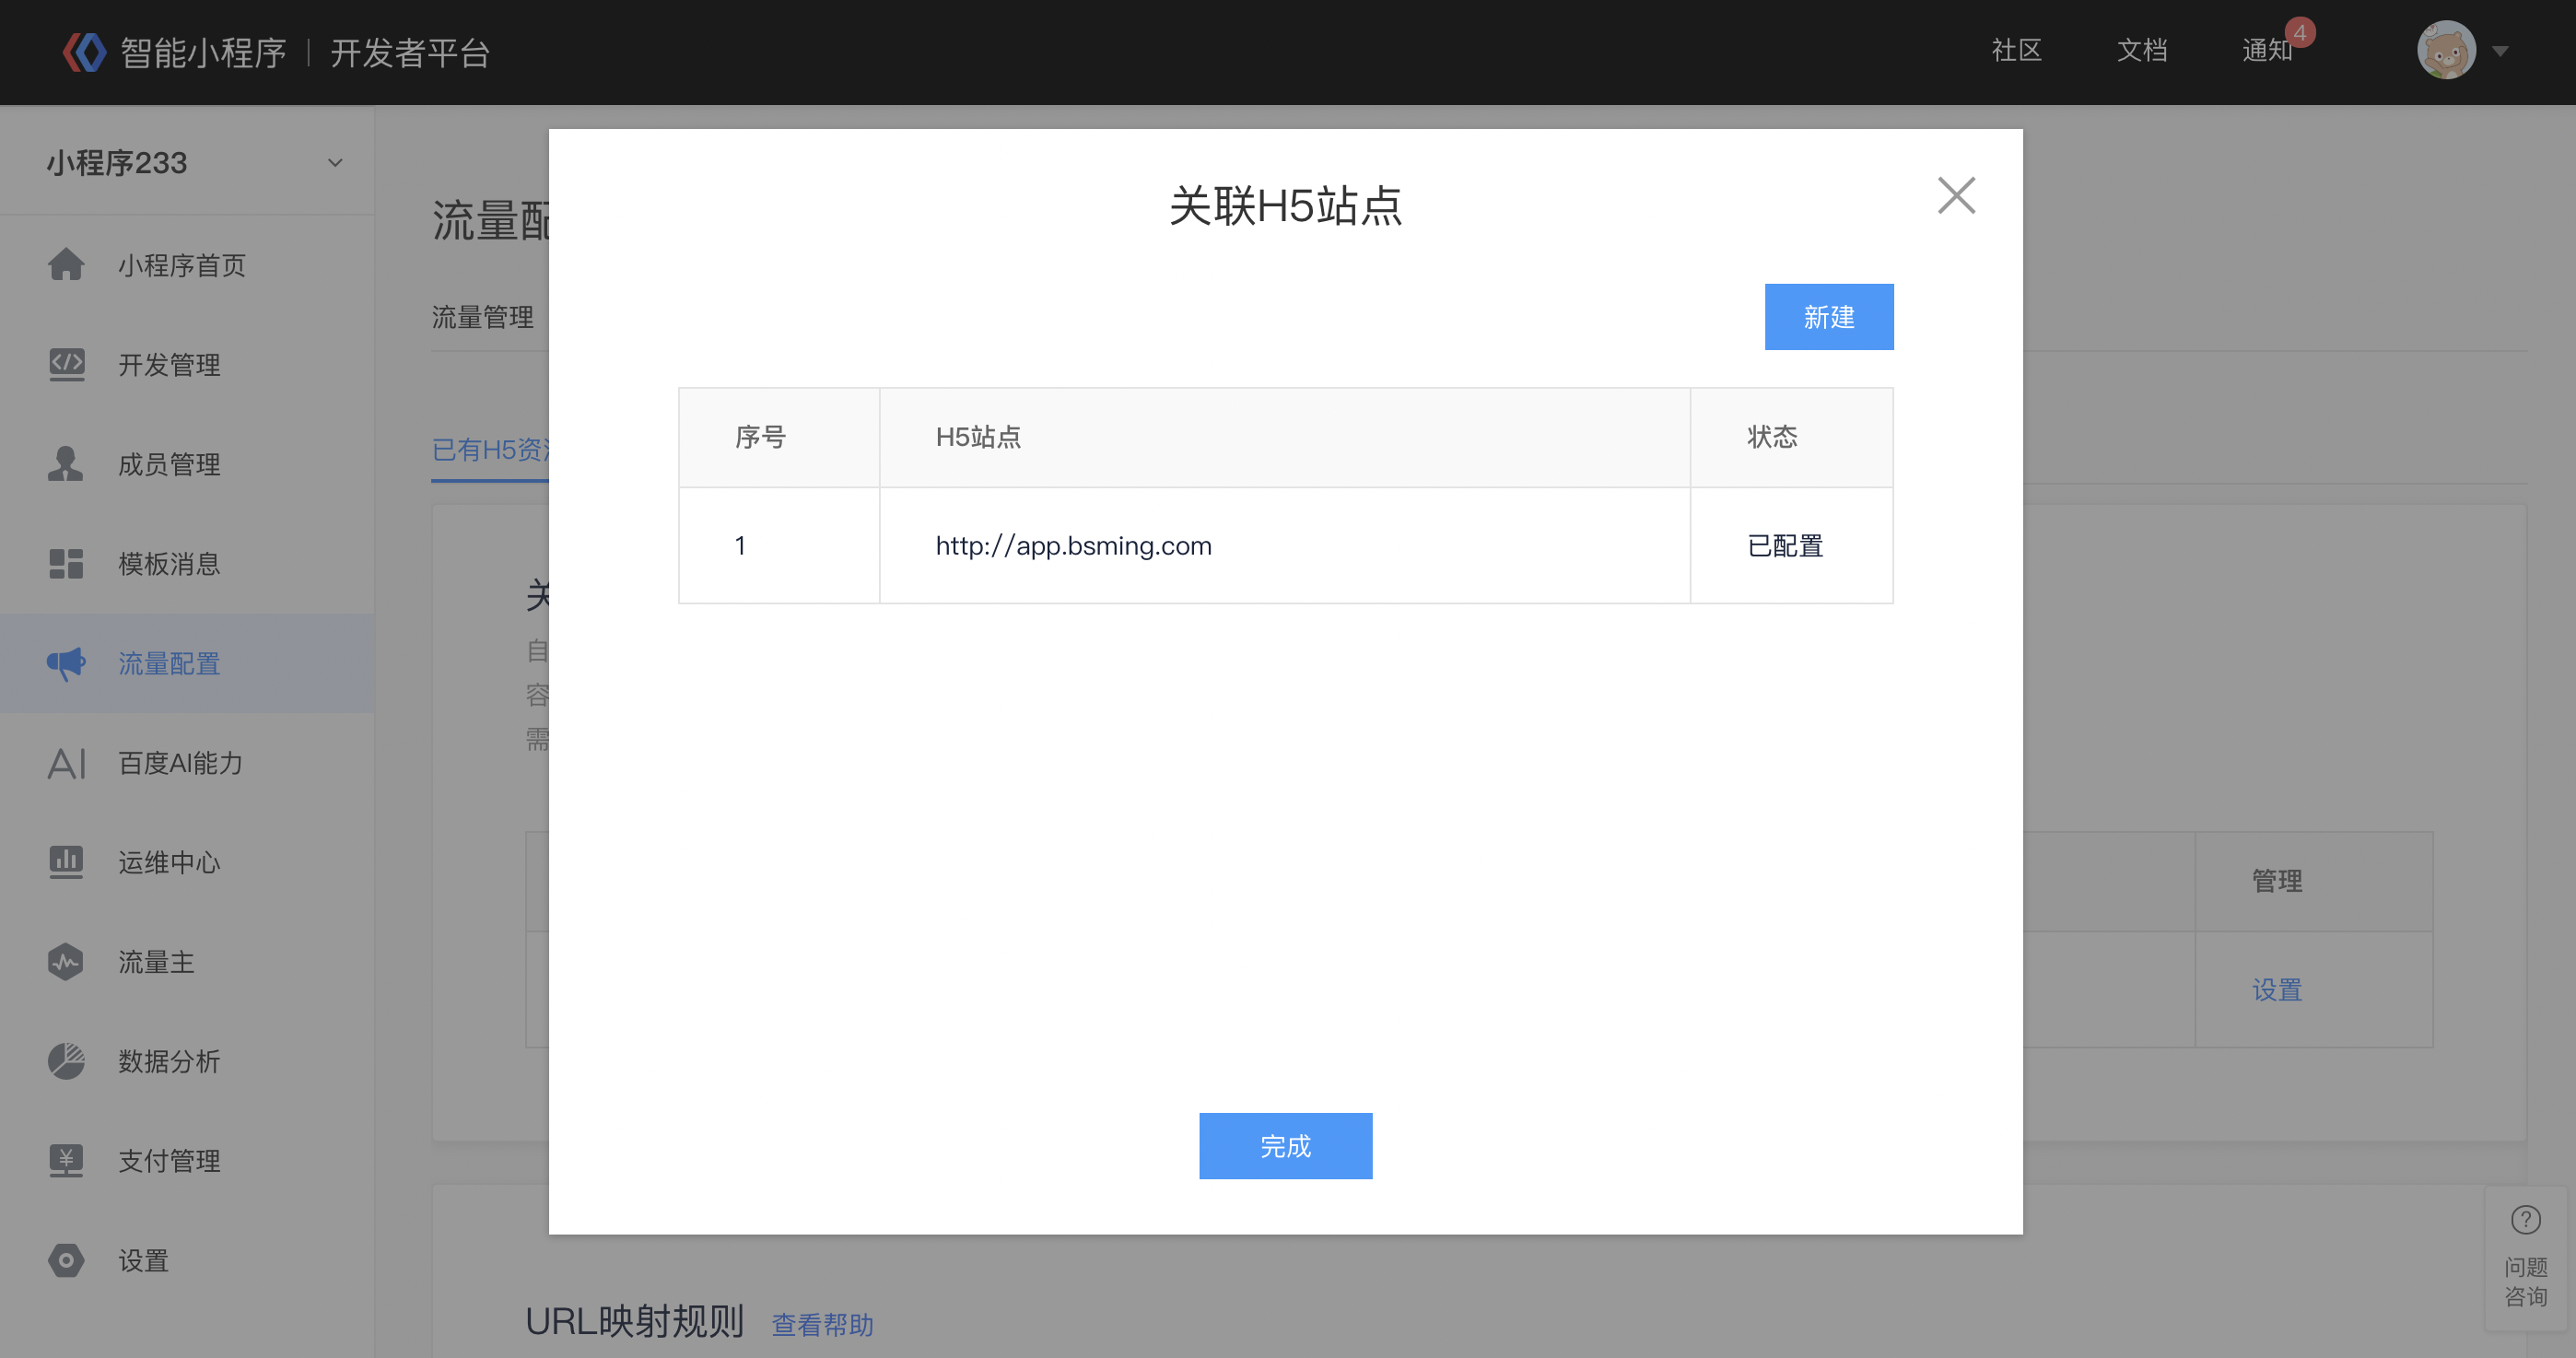 智能小程序 | 开发者平台
社区
文档
通知
4
小程序233
小程序首页
开发管理
成员管理
模板消息
流量配置
AI
百度AI能力
运维中心
流量主
数据分析
支付管理
设置
流量配
流量管理
已有H5资
关
自
容
需
管理
设置
关联H5站点
新建
序号 H5站点 状态
1 http://app.bsming.com 已配置
完成
URL映射规则 查看帮助
问题
咨询